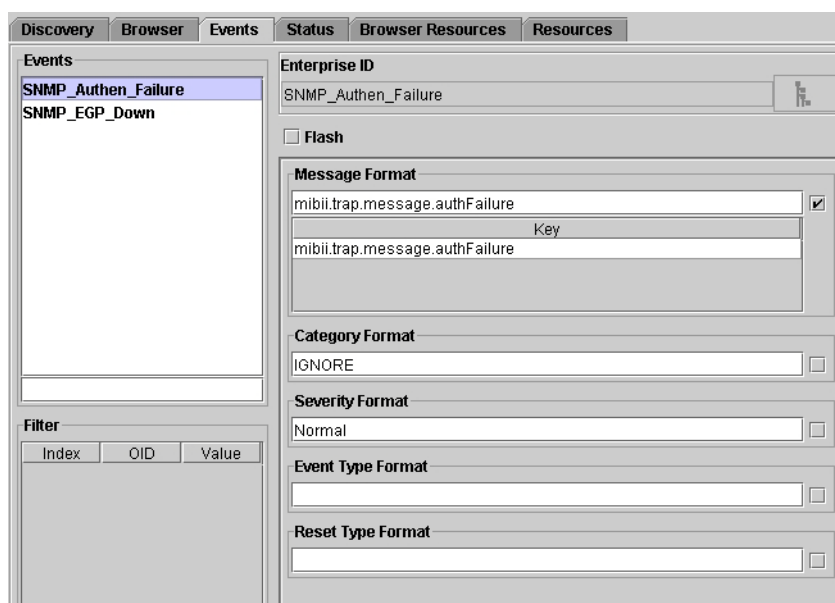 Discovery Browser Events Status Browser Resources Resources
Events
SNMP_Authen_Failure
SNMP_EGP_Down
Filter
Index OID Value
Enterprise ID
SNMP_Authen_Failure
Flash
Message Format
mibii.trap.message.authFailure
Key
mibii.trap.message.authFailure
Category Format
IGNORE
Severity Format
Normal
Event Type Format
Reset Type Format